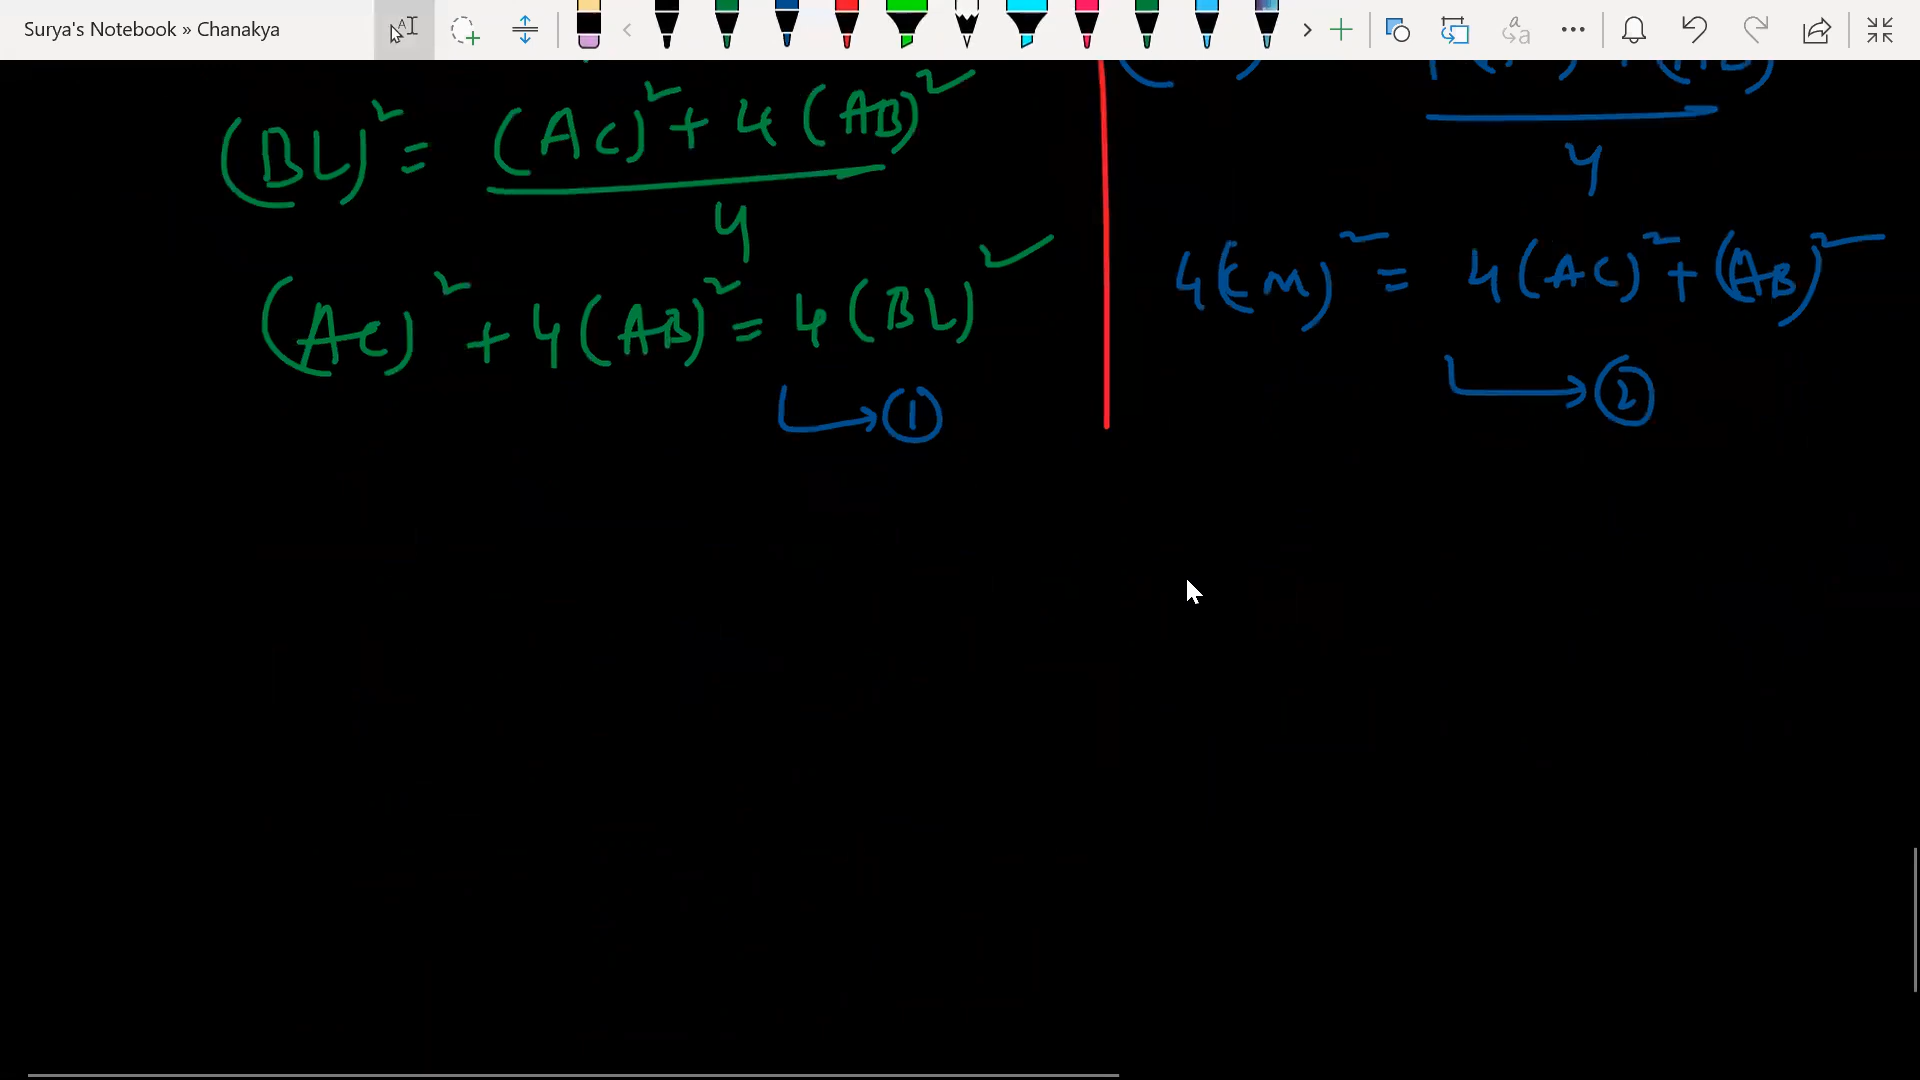 Surya's Notebook » Chanakya
(BL)² = (AC)² + 4(AB)²
4
(AC)² + 4(AB)² = 4(BL)²
①
4
4(CM)² = 4(AC)² + (AB)²
②